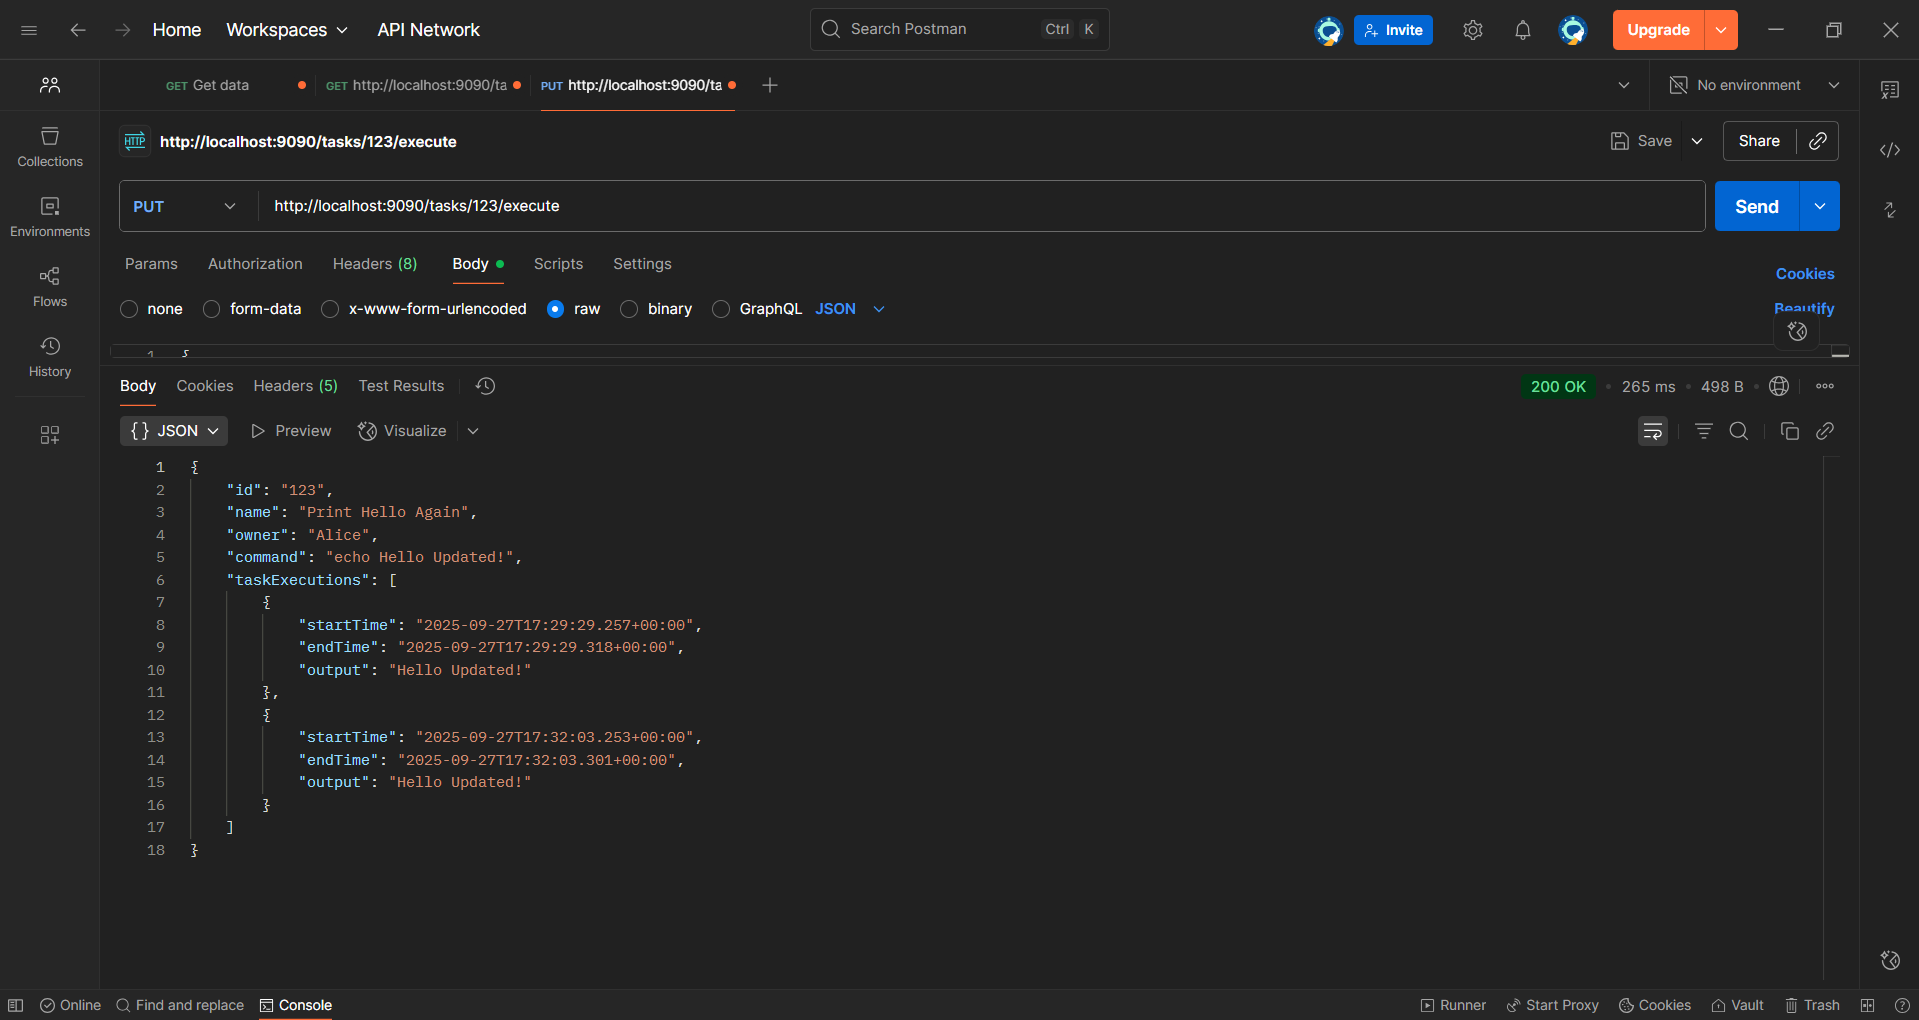 Home Workspaces API Network Search Postman Ctrl K Invite Upgrade
GET Get data GET http://localhost:9090/ta PUT http://localhost:9090/ta No environment
HTTP http://localhost:9090/tasks/123/execute Save Share
Collections
PUT http://localhost:9090/tasks/123/execute Send
Environments
Params Authorization Headers (8) Body Scripts Settings Cookies
Flows
none form-data x-www-form-urlencoded raw binary GraphQL JSON Beautify
1 {
History
Body Cookies Headers (5) Test Results 200 OK • 265 ms • 498 B •
{} JSON Preview Visualize
1 {
2 "id": "123",
3 "name": "Print Hello Again",
4 "owner": "Alice",
5 "command": "echo Hello Updated!",
6 "taskExecutions": [
7 {
8 "startTime": "2025-09-27T17:29:29.257+00:00",
9 "endTime": "2025-09-27T17:29:29.318+00:00",
10 "output": "Hello Updated!"
11 },
12 {
13 "startTime": "2025-09-27T17:32:03.253+00:00",
14 "endTime": "2025-09-27T17:32:03.301+00:00",
15 "output": "Hello Updated!"
16 }
17 ]
18 }
Online Find and replace Console Runner Start Proxy Cookies Vault Trash